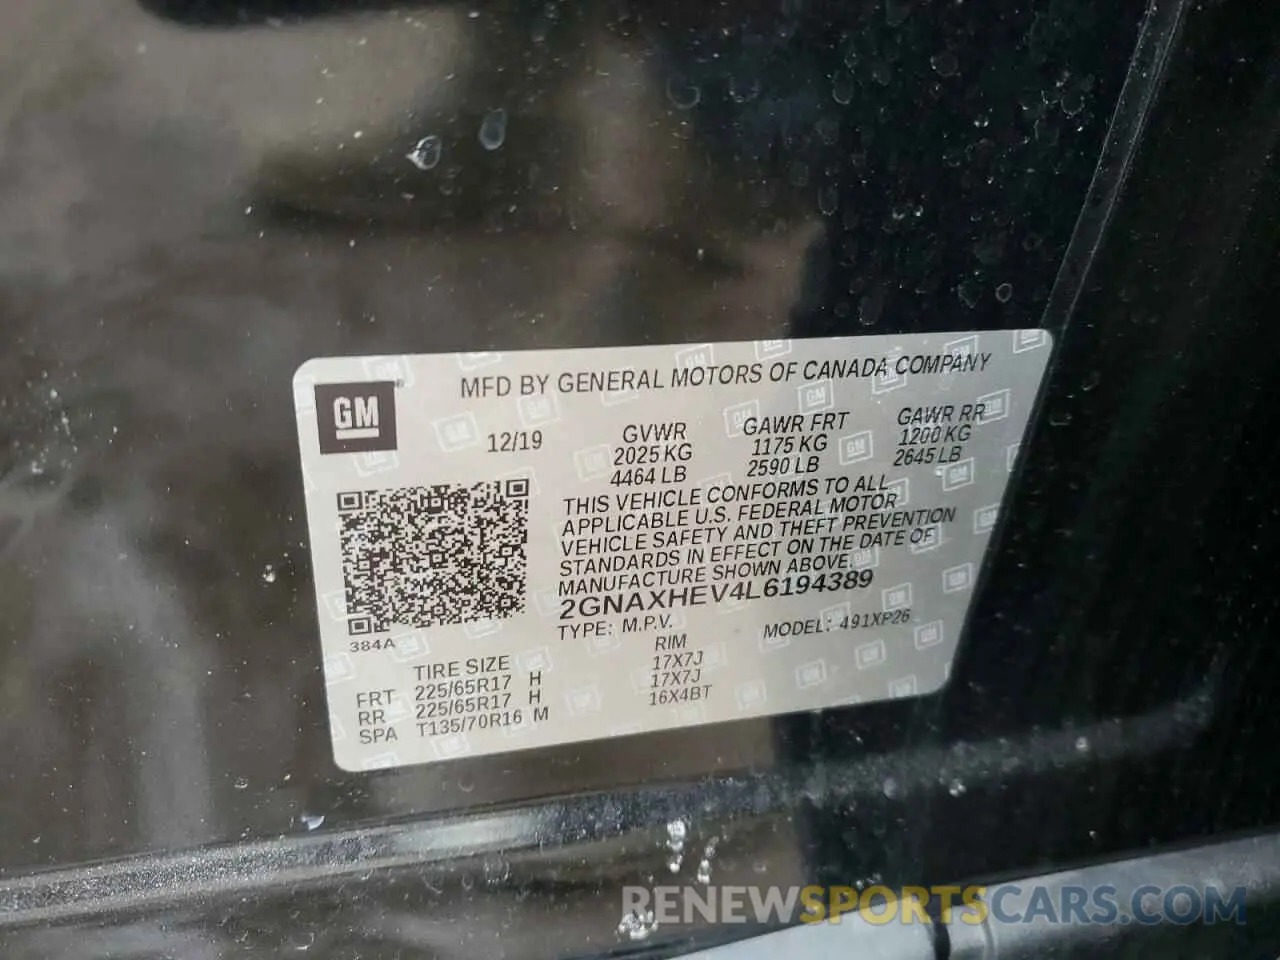 MFD BY GENERAL MOTORS OF CANADA COMPANY
GM
12/19
GVWR GAWR FRT GAWR RR
2025 KG 1175 KG 1200 KG
4464 LB 2590 LB 2645 LB
THIS VEHICLE CONFORMS TO ALL
APPLICABLE U.S. FEDERAL MOTOR
VEHICLE SAFETY AND THEFT PREVENTION
STANDARDS IN EFFECT ON THE DATE OF
MANUFACTURE SHOWN ABOVE.
2GNAXHEV4L6194389
384A
TYPE: M.P.V. MODEL: 491XP26
TIRE SIZE RIM
FRT 225/65R17 H 17X7J
RR 225/65R17 H 17X7J
SPA T135/70R16 M 16X4BT
RENEWSPORTSCARS.COM